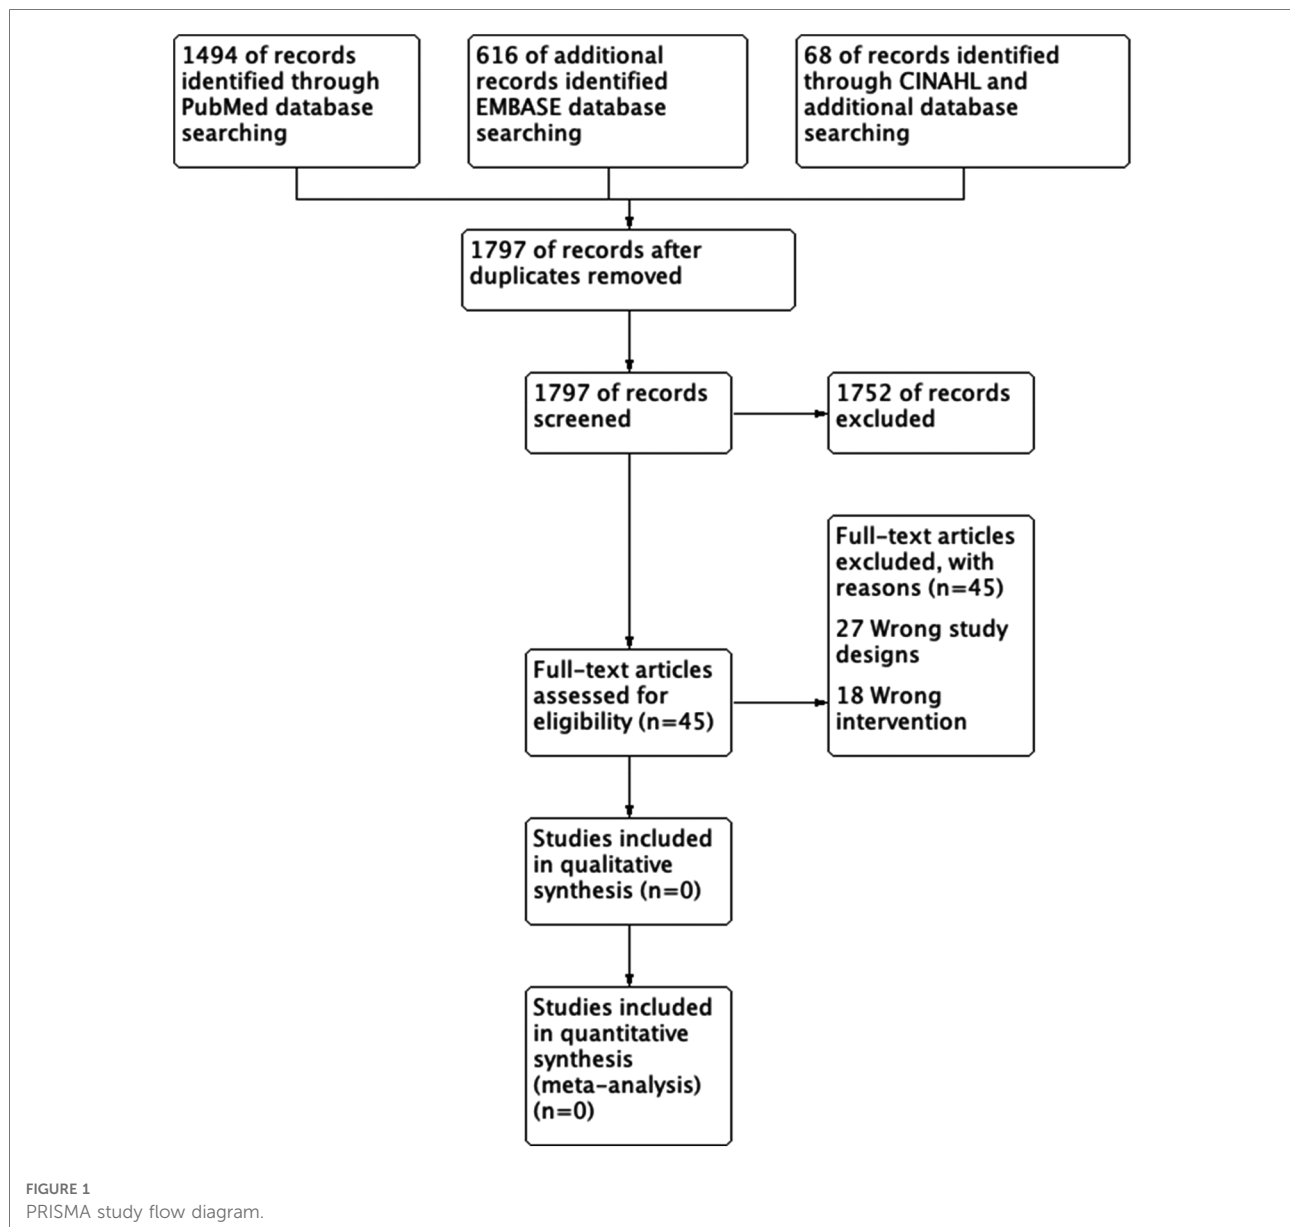 1494 of records
identified through
PubMed database
searching
616 of additional
records identified
EMBASE database
searching
68 of records identified
through CINAHL and
additional database
searching
1797 of records after
duplicates removed
1797 of records
screened
1752 of records
excluded
Full-text articles
excluded, with
reasons (n=45)
27 Wrong study
designs
18 Wrong
intervention
Full-text articles
assessed for
eligibility (n=45)
Studies included
in qualitative
synthesis (n=0)
Studies included
in quantitative
synthesis
(meta-analysis)
(n=0)
FIGURE 1
PRISMA study flow diagram.